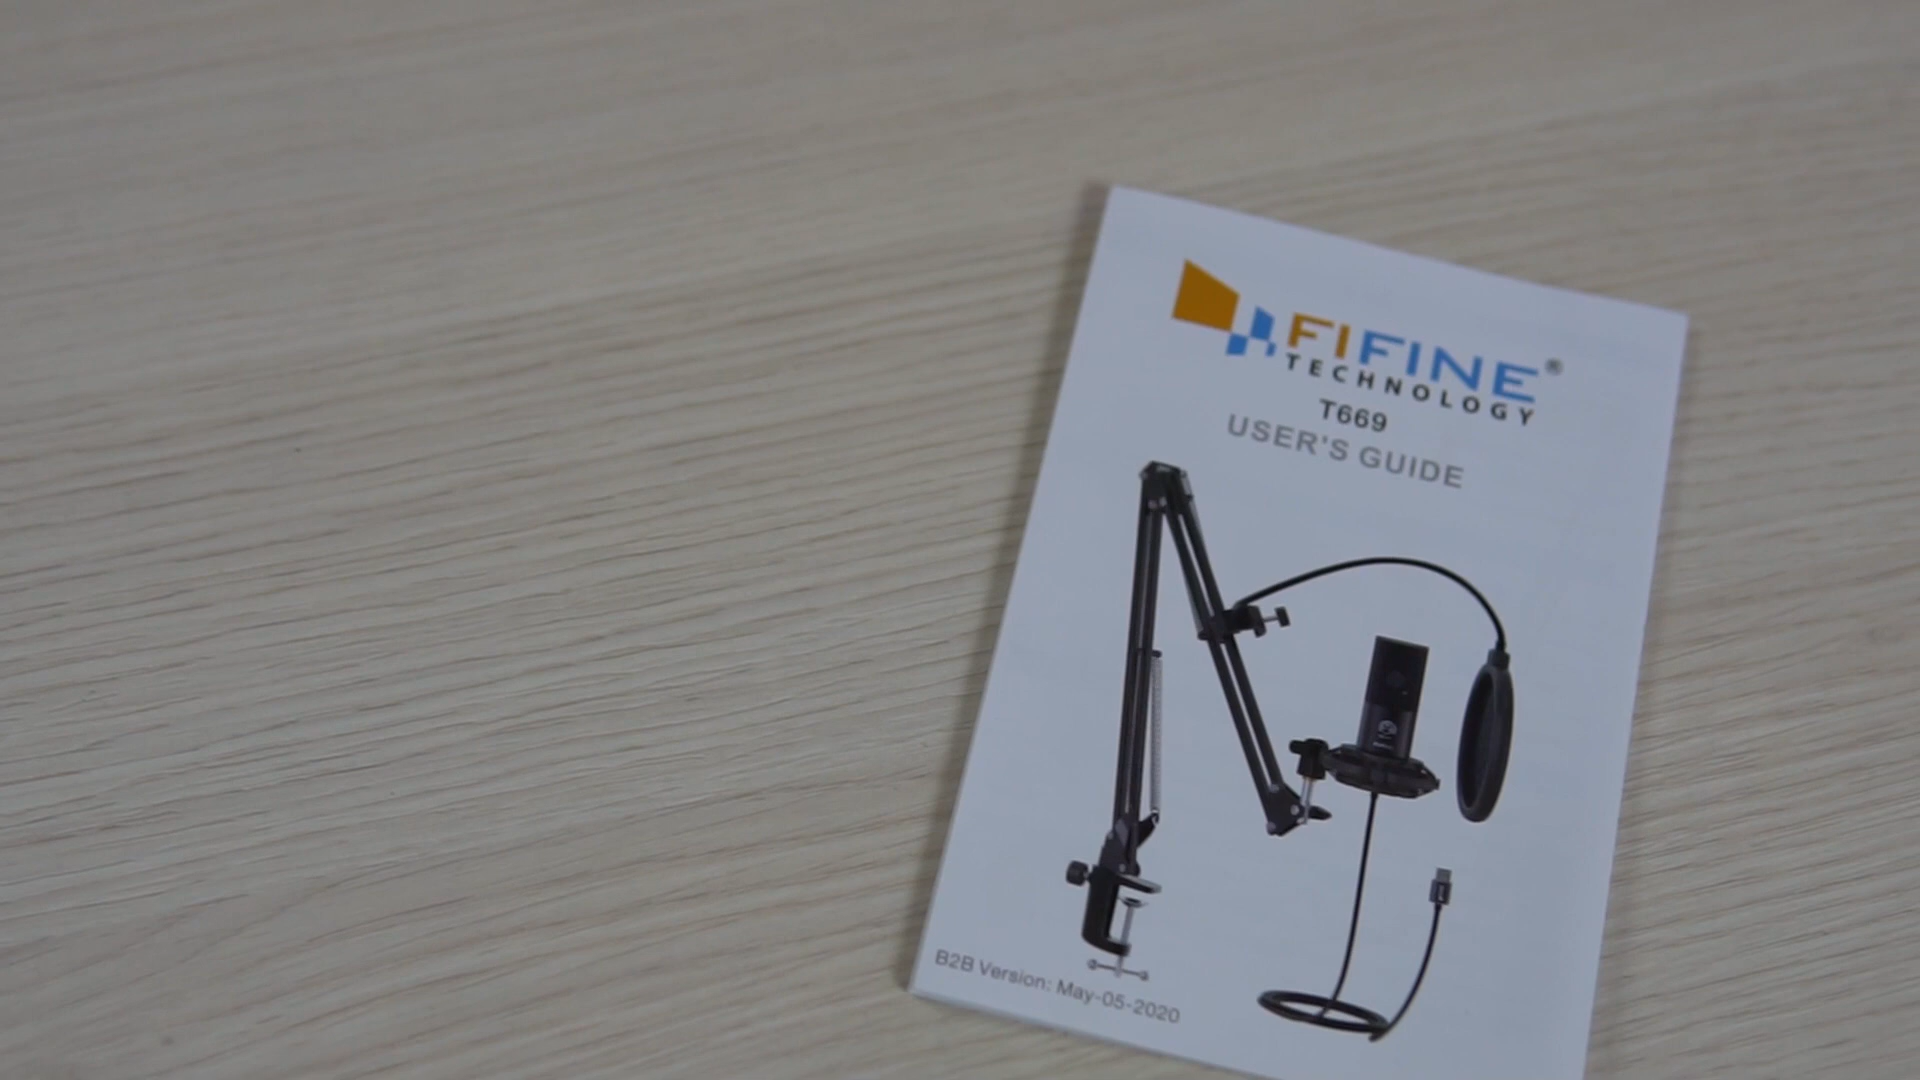 FIFINE®
TECHNOLOGY
T669
USER'S GUIDE
B2B Version: May-05-2020